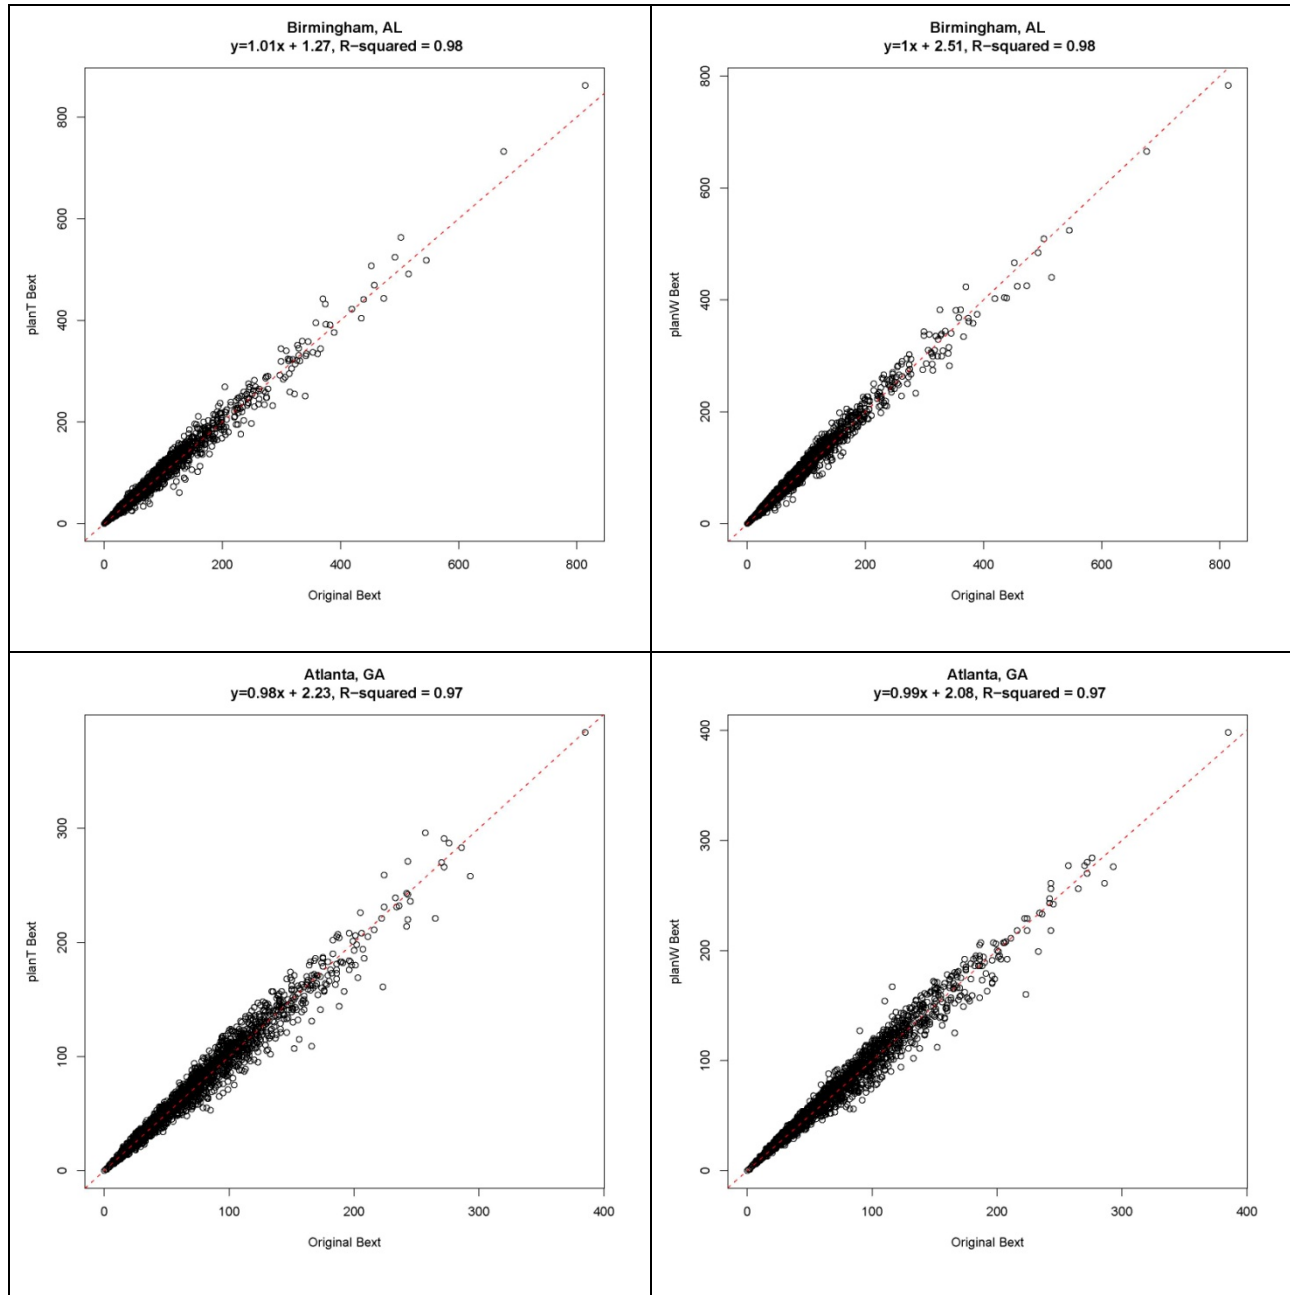 Birmingham, AL
y=1.01x + 1.27, R−squared = 0.98
planT Bext
800
600
400
200
0
0 200 400 600 800
Original Bext
Birmingham, AL
y=1x + 2.51, R−squared = 0.98
planW Bext
800
600
400
200
0
0 200 400 600 800
Original Bext
Atlanta, GA
y=0.98x + 2.23, R−squared = 0.97
planT Bext
300
200
100
0
0 100 200 300 400
Original Bext
Atlanta, GA
y=0.99x + 2.08, R−squared = 0.97
planW Bext
400
300
200
100
0
0 100 200 300 400
Original Bext